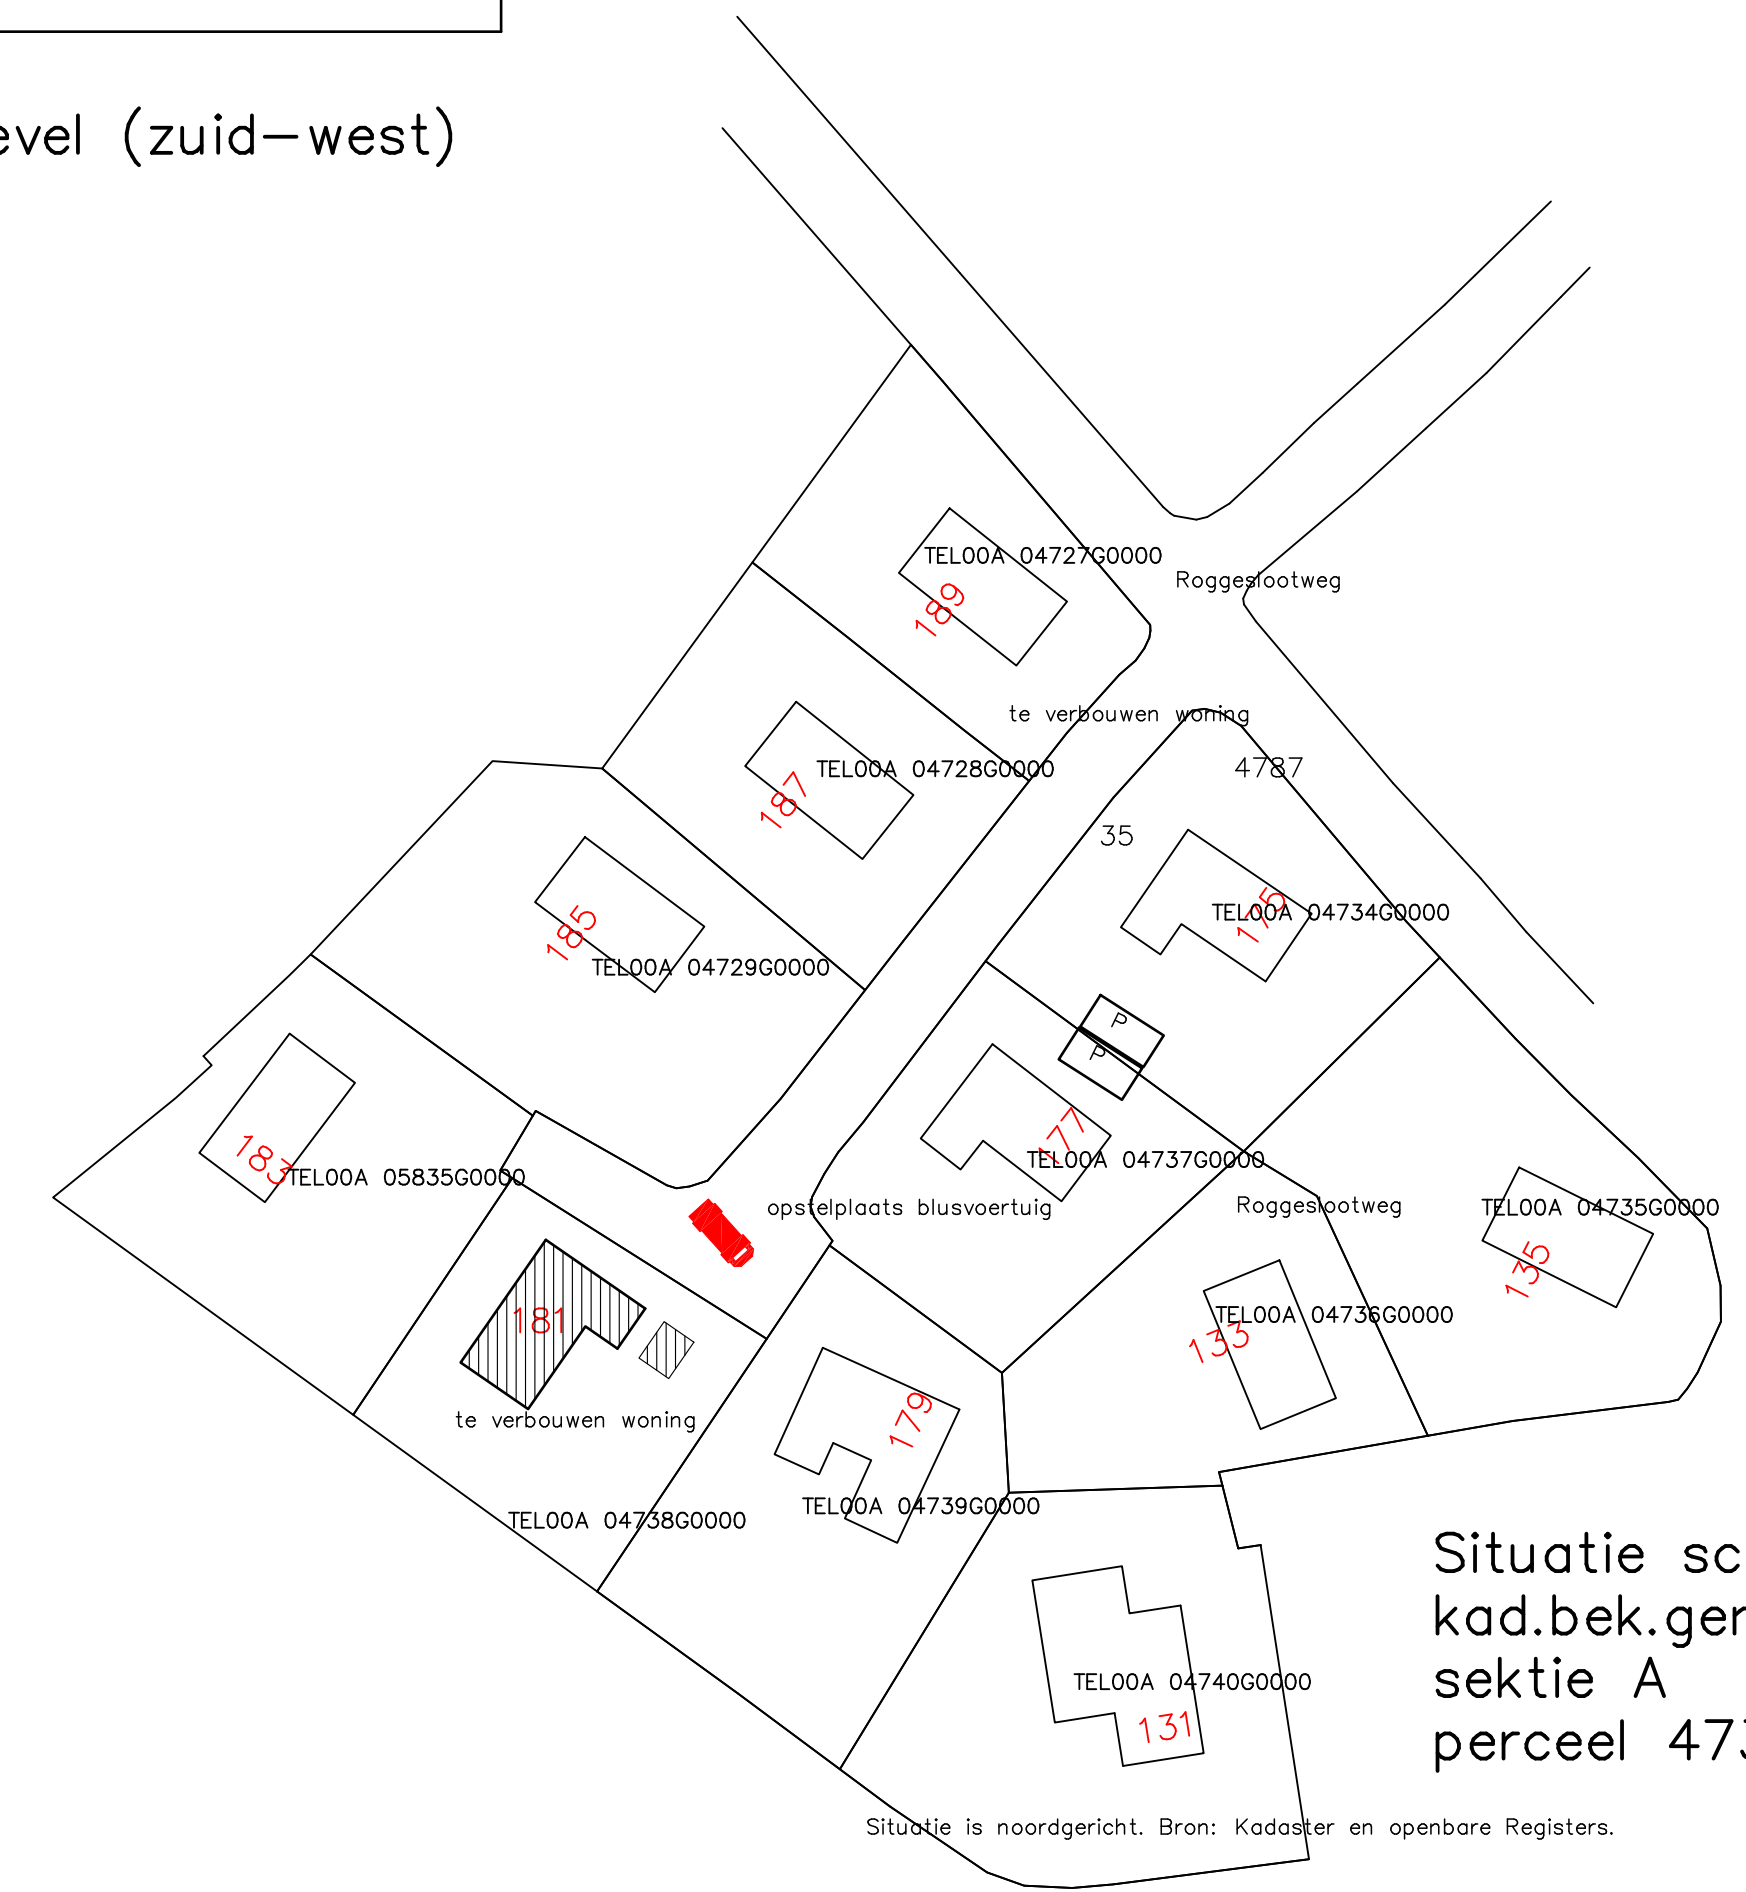 evel (zuid-west)
TEL00A 04727G0000
Roggeslootweg
189
te verbouwen woning
4787
TEL00A 04728G0000
187
35
175
TEL00A 04734G0000
185
TEL00A 04729G0000
P
P
177
183
TEL00A 05835G0000
TEL00A 04737G0000
opstelplaats blusvoertuig
Roggeslootweg
TEL00A 04735G0000
135
181
TEL00A 04736G0000
133
te verbouwen woning
179
TEL00A 04738G0000
TEL00A 04739G0000
Situatie sc
kad.bek.ger
sektie A
perceel 473
TEL00A 04740G0000
131
Situatie is noordgericht. Bron: Kadaster en openbare Registers.